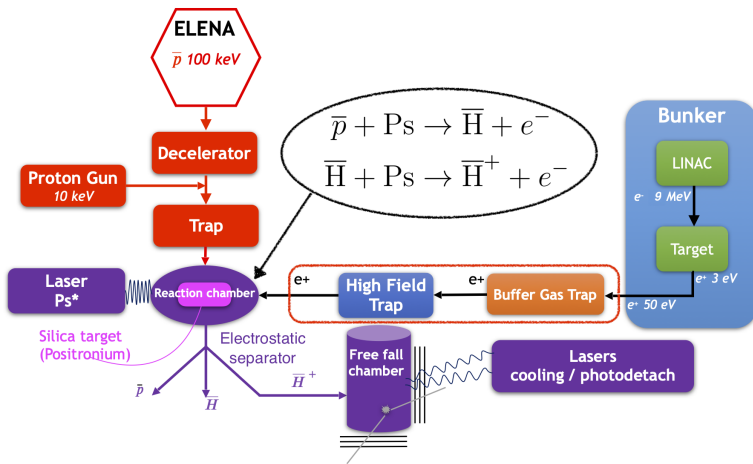 ELENA
p̅ 100 keV
Decelerator
Proton Gun
10 keV
Trap
p̅ + Ps → H̅ + e⁻
H̅ + Ps → H̅⁺ + e⁻
Bunker
LINAC
e⁻ 9 MeV
Target
e⁺ 3 eV
e⁺ 50 eV
Buffer Gas Trap
e+
High Field
Trap
e+
Reaction chamber
Laser
Ps*
Silica target
(Positronium)
Electrostatic
separator
p̅
H̅
H̅⁺
Free fall
chamber
Lasers
cooling / photodetach